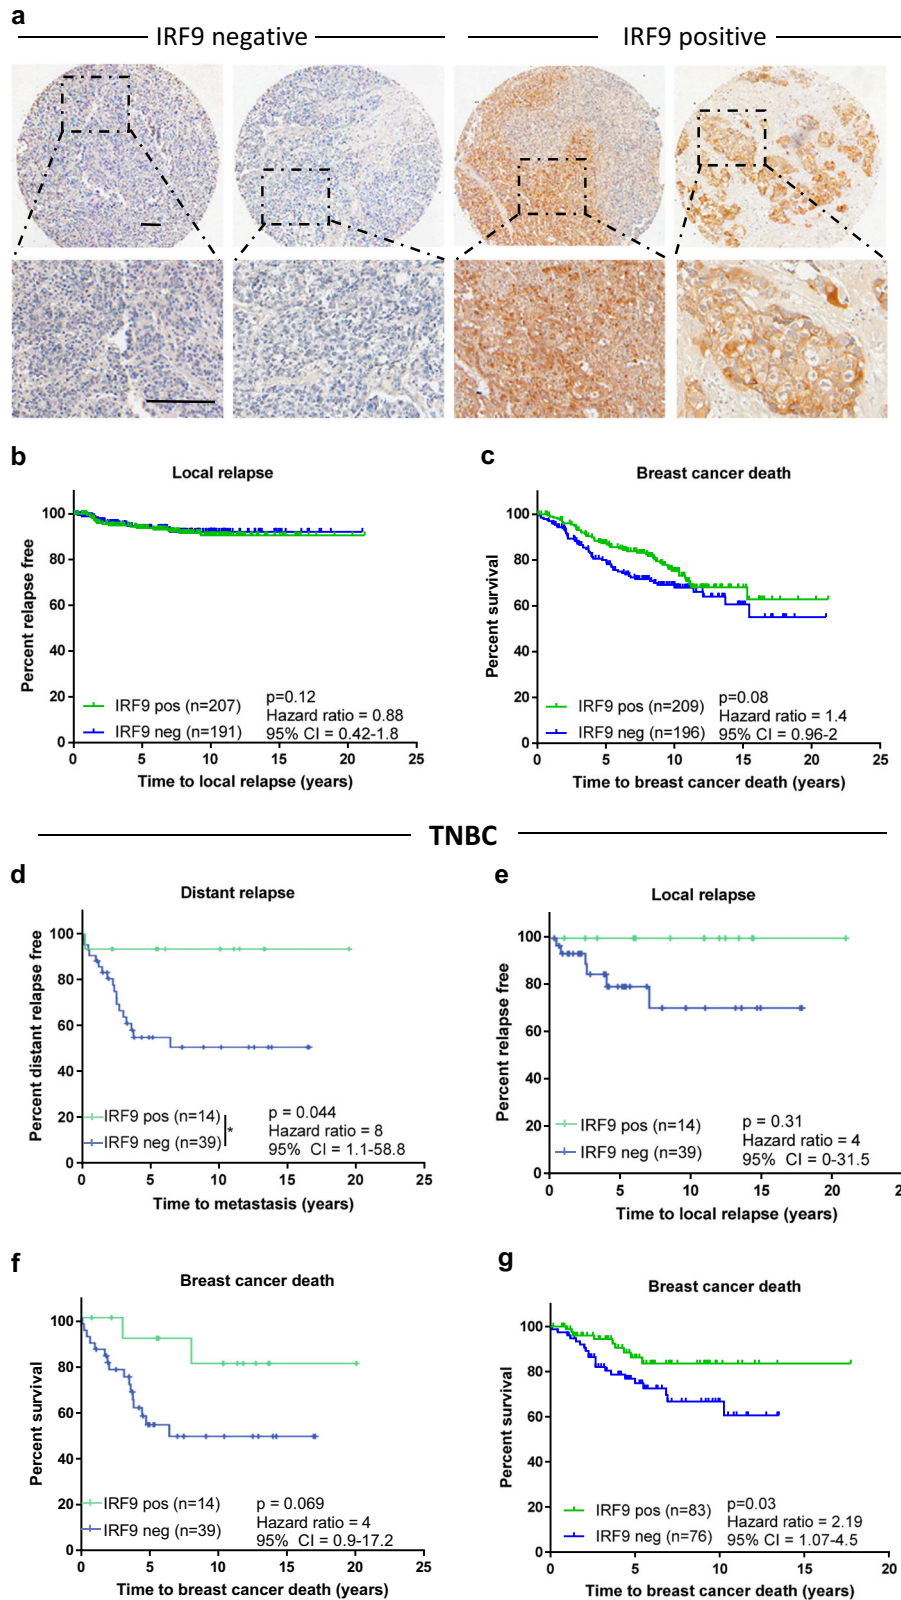 a
IRF9 negative
IRF9 positive
b
Local relapse
Percent relapse free
100
80
60
40
20
0
IRF9 pos (n=207)
IRF9 neg (n=191)
p=0.12
Hazard ratio = 0.88
95% CI = 0.42-1.8
0 5 10 15 20 25
Time to local relapse (years)
c
Breast cancer death
Percent survival
100
80
60
40
20
0
IRF9 pos (n=209)
IRF9 neg (n=196)
p=0.08
Hazard ratio = 1.4
95% CI = 0.96-2
0 5 10 15 20 25
Time to breast cancer death (years)
TNBC
d
Distant relapse
Percent distant relapse free
100
80
60
40
20
0
IRF9 pos (n=14)
IRF9 neg (n=39)
*
p = 0.044
Hazard ratio = 8
95% CI = 1.1-58.8
0 5 10 15 20 25
Time to metastasis (years)
e
Local relapse
Percent relapse free
100
80
60
40
20
0
IRF9 pos (n=14)
IRF9 neg (n=39)
p = 0.31
Hazard ratio = 4
95% CI = 0-31.5
0 5 10 15 20 25
Time to local relapse (years)
f
Breast cancer death
Percent survival
100
80
60
40
20
0
IRF9 pos (n=14)
IRF9 neg (n=39)
p = 0.069
Hazard ratio = 4
95% CI = 0.9-17.2
0 5 10 15 20 25
Time to breast cancer death (years)
g
Breast cancer death
Percent survival
100
80
60
40
20
0
IRF9 pos (n=83)
IRF9 neg (n=76)
p=0.03
Hazard ratio = 2.19
95% CI = 1.07-4.5
0 5 10 15 20
Time to breast cancer death (years)